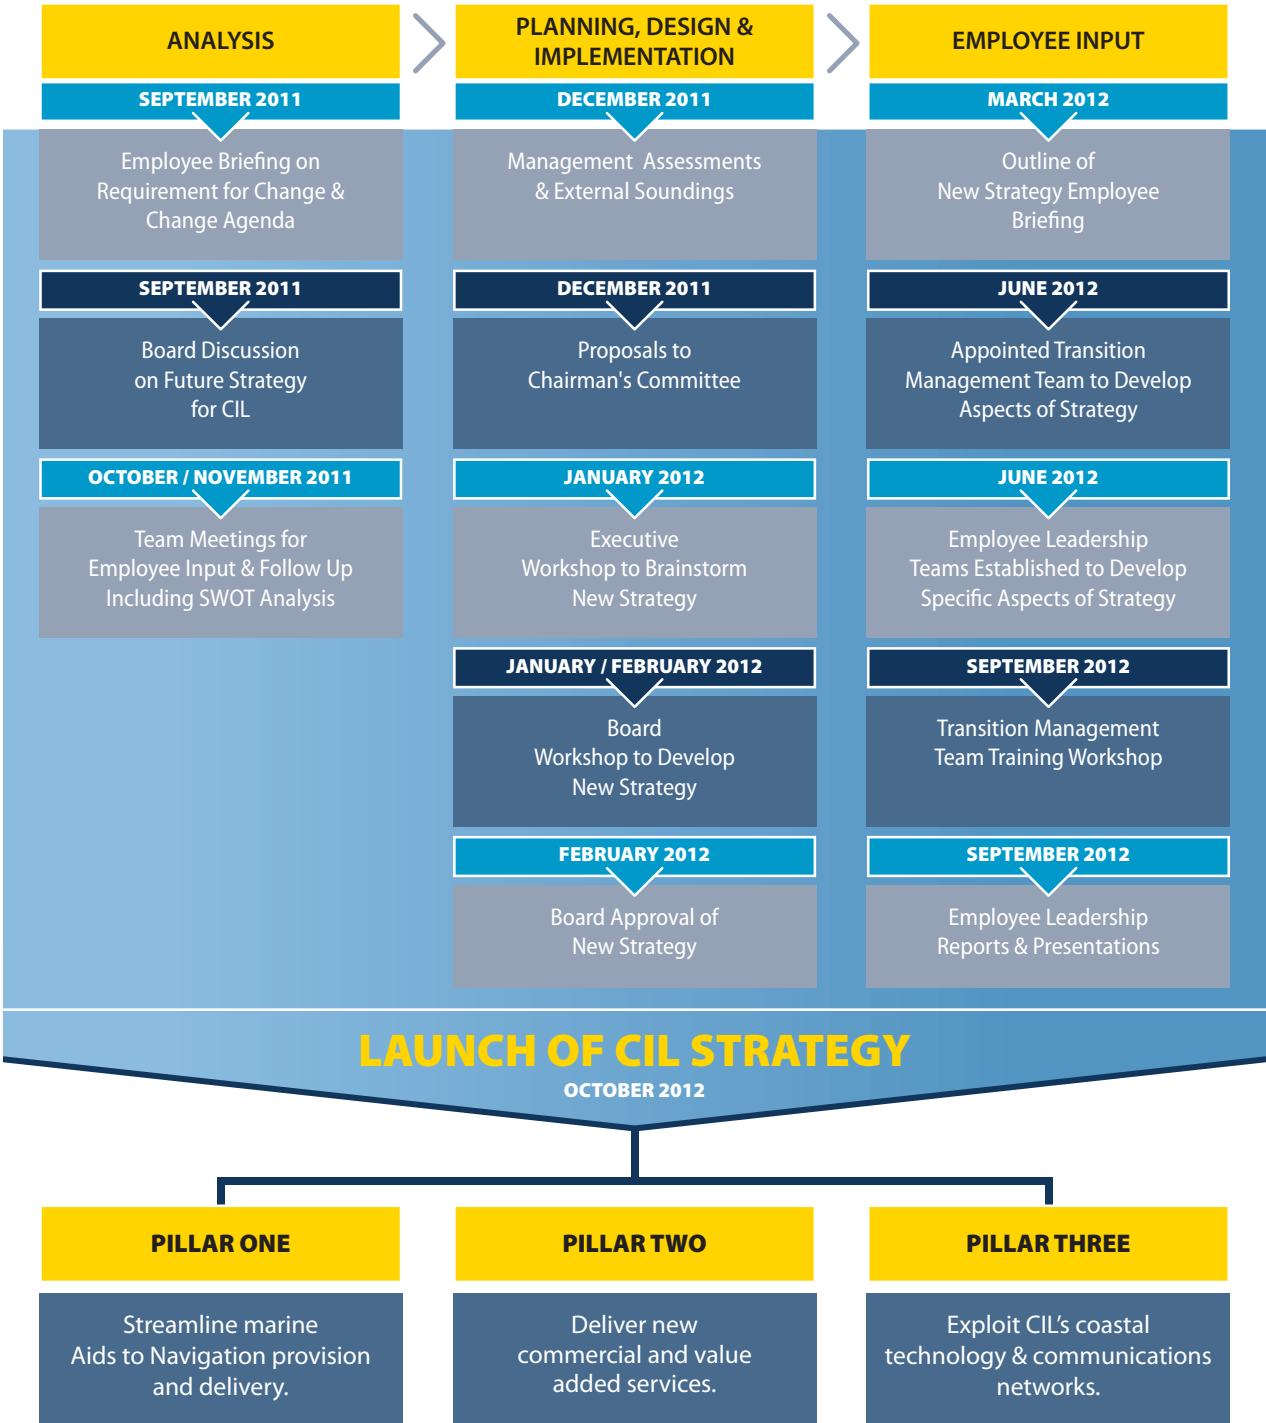 ANALYSIS
SEPTEMBER 2011
Employee Briefing on
Requirement for Change &
Change Agenda
SEPTEMBER 2011
Board Discussion
on Future Strategy
for CIL
OCTOBER / NOVEMBER 2011
Team Meetings for
Employee Input & Follow Up
Including SWOT Analysis
PLANNING, DESIGN &
IMPLEMENTATION
DECEMBER 2011
Management Assessments
& External Soundings
DECEMBER 2011
Proposals to
Chairman's Committee
JANUARY 2012
Executive
Workshop to Brainstorm
New Strategy
JANUARY / FEBRUARY 2012
Board
Workshop to Develop
New Strategy
FEBRUARY 2012
Board Approval of
New Strategy
EMPLOYEE INPUT
MARCH 2012
Outline of
New Strategy Employee
Briefing
JUNE 2012
Appointed Transition
Management Team to Develop
Aspects of Strategy
JUNE 2012
Employee Leadership
Teams Established to Develop
Specific Aspects of Strategy
SEPTEMBER 2012
Transition Management
Team Training Workshop
SEPTEMBER 2012
Employee Leadership
Reports & Presentations
LAUNCH OF CIL STRATEGY
OCTOBER 2012
PILLAR ONE
Streamline marine
Aids to Navigation provision
and delivery.
PILLAR TWO
Deliver new
commercial and value
added services.
PILLAR THREE
Exploit CIL’s coastal
technology & communications
networks.